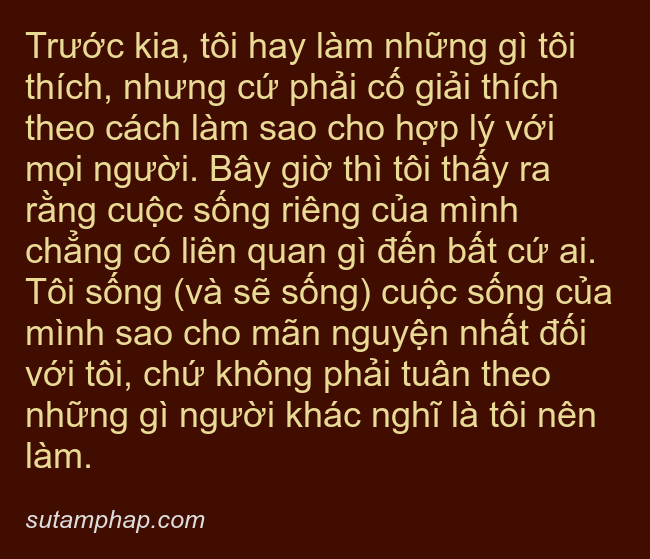 Trước kia, tôi hay làm những gì tôi
thích, nhưng cứ phải cố giải thích
theo cách làm sao cho hợp lý với
mọi người. Bây giờ thì tôi thấy ra
rằng cuộc sống riêng của mình
chẳng có liên quan gì đến bất cứ ai.
Tôi sống (và sẽ sống) cuộc sống của
mình sao cho mãn nguyện nhất đối
với tôi, chứ không phải tuân theo
những gì người khác nghĩ là tôi nên
làm.
sutamphap.com